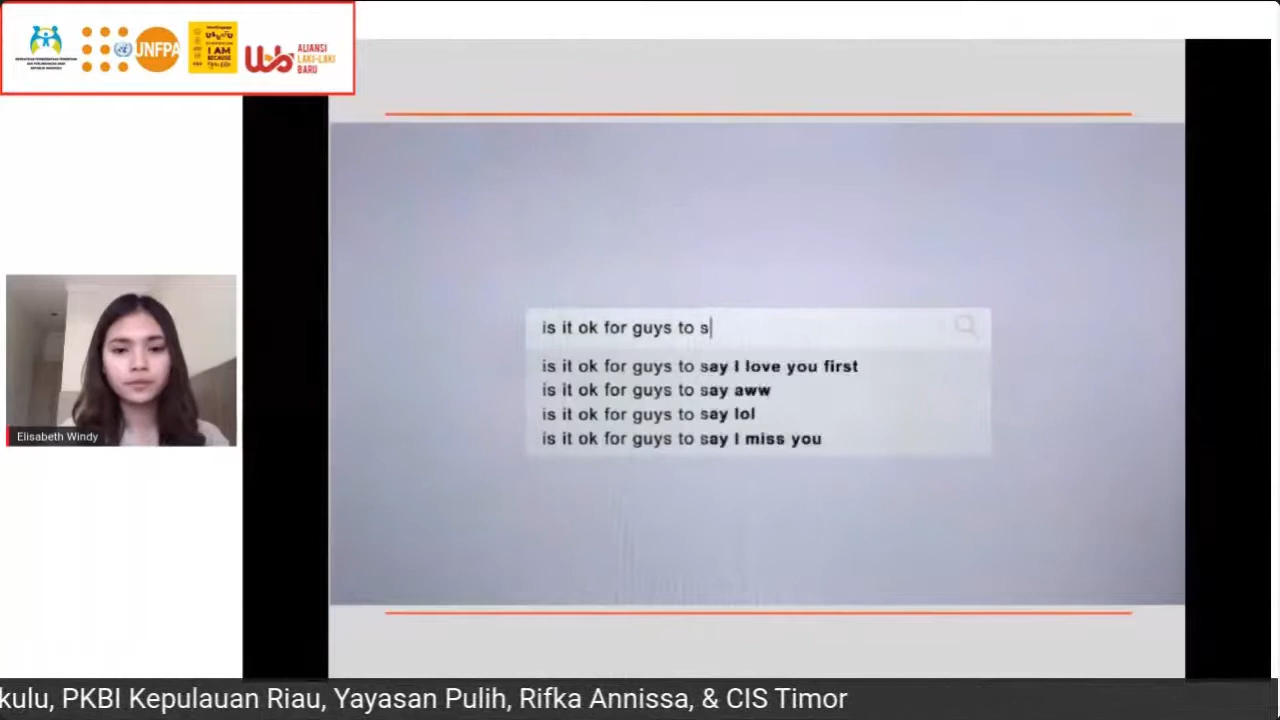 UNFPA
I AM
BECAUSE
ALIANSI
LAKI-LAKI
BARU
is it ok for guys to s
is it ok for guys to say I love you first
is it ok for guys to say aww
is it ok for guys to say lol
is it ok for guys to say I miss you
Elisabeth Windy
kulu, PKBI Kepulauan Riau, Yayasan Pulih, Rifka Annissa, & CIS Timor